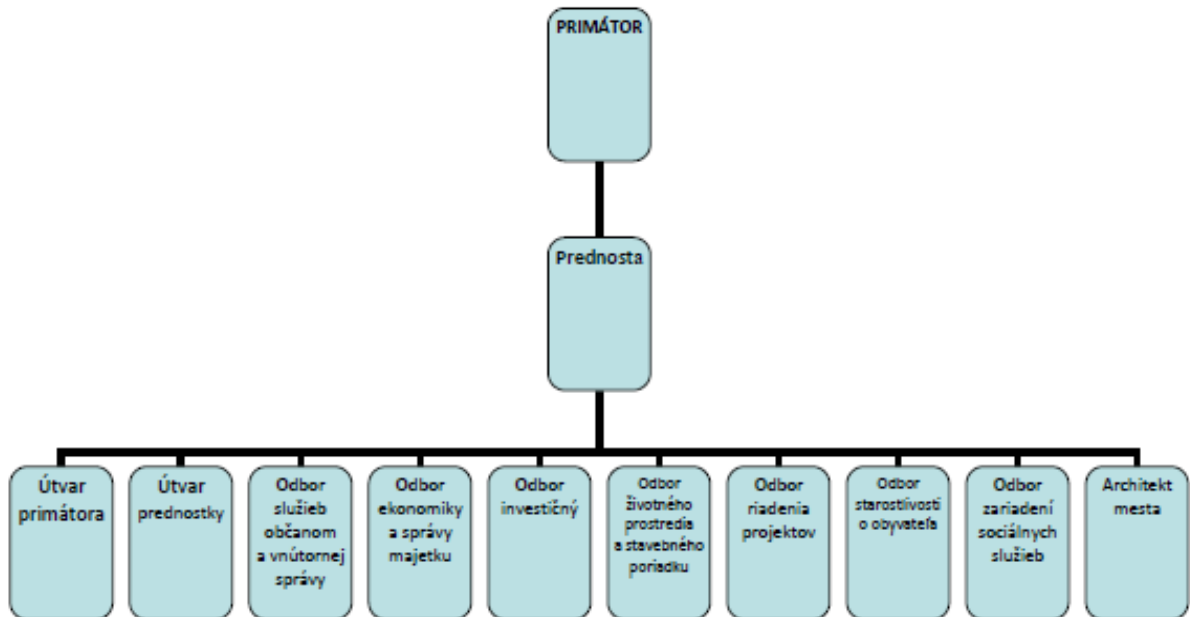 PRIMÁTOR
Prednosta
Útvar
primátora
Útvar
prednostky
Odbor
služieb
občanom
a vnútornej
správy
Odbor
ekonomiky
a správy
majetku
Odbor
investičný
Odbor
životného
prostredia
a stavebného
poriadku
Odbor
riadenia
projektov
Odbor
starostlivosti
o obyvateľa
Odbor
zariadení
sociálnych
služieb
Architekt
mesta